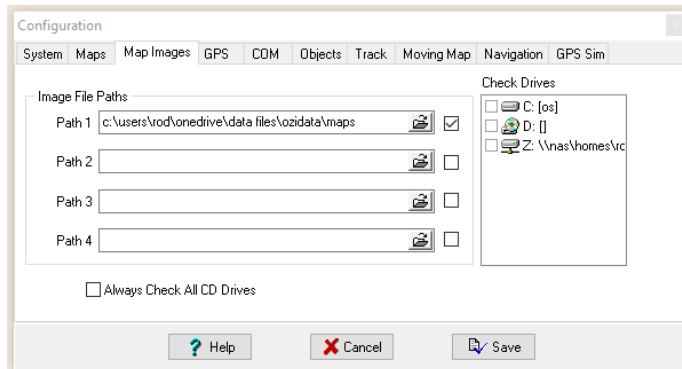 Configuration
System Maps Map Images GPS COM Objects Track Moving Map Navigation GPS Sim
Check Drives
Image File Paths
C: [os]
Path 1 c:\users\rod\onedrive\data files\ozidata\maps
D: []
Z: \\nas\homes\rc
Path 2
Path 3
Path 4
Always Check All CD Drives
? Help
Cancel
Save